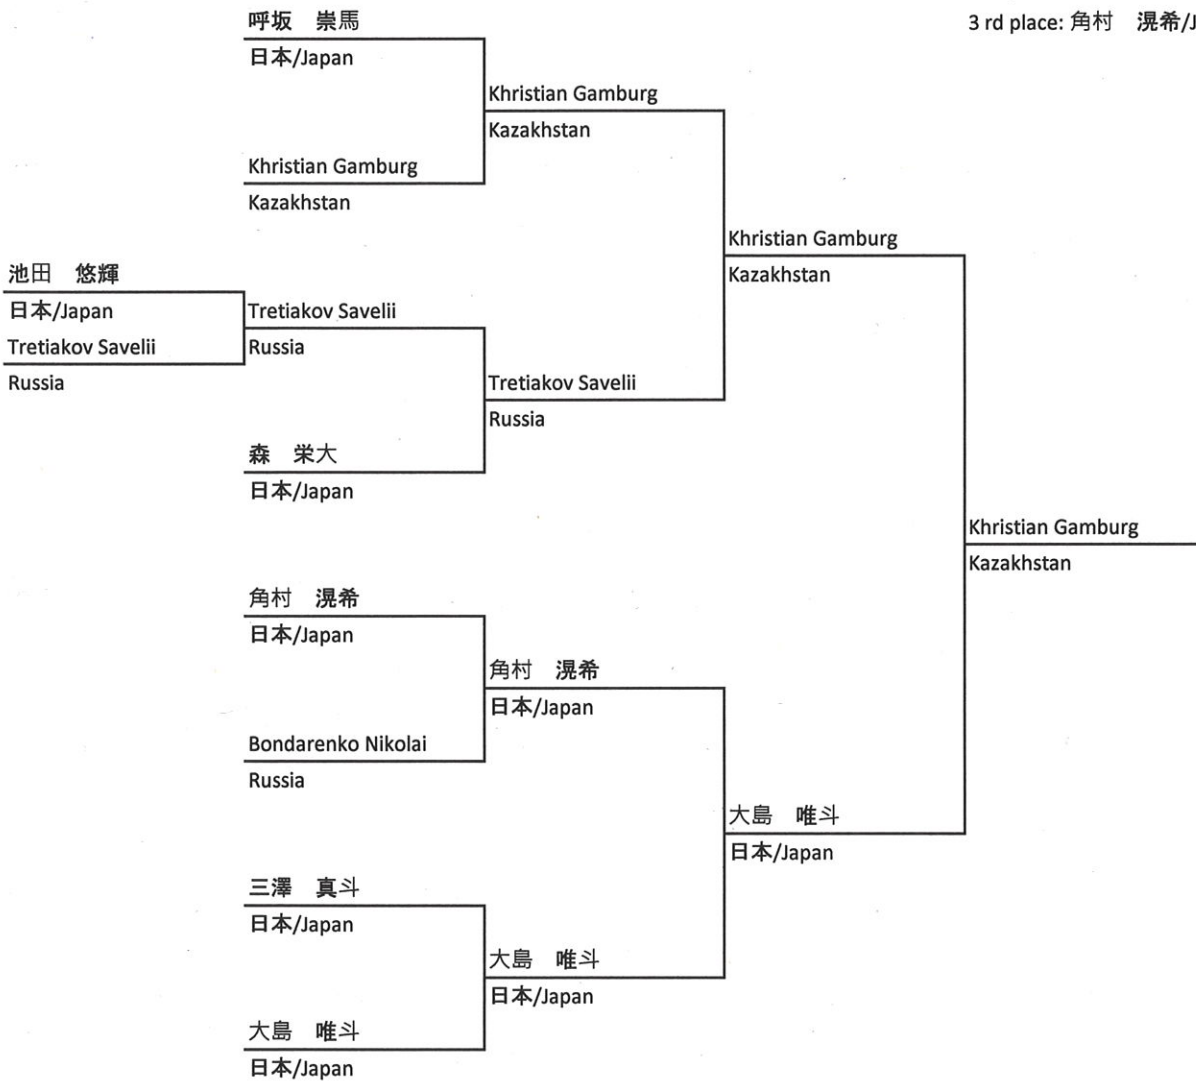 呼坂　崇馬
日本/Japan
3 rd place: 角村　滉希/J
Khristian Gamburg
Kazakhstan
Khristian Gamburg
Kazakhstan
Khristian Gamburg
Kazakhstan
池田　悠輝
日本/Japan
Tretiakov Savelii
Russia
Tretiakov Savelii
Russia
Tretiakov Savelii
Russia
森　栄大
日本/Japan
Khristian Gamburg
Kazakhstan
角村　滉希
日本/Japan
角村　滉希
日本/Japan
Bondarenko Nikolai
Russia
大島　唯斗
日本/Japan
三澤　真斗
日本/Japan
大島　唯斗
日本/Japan
大島　唯斗
日本/Japan